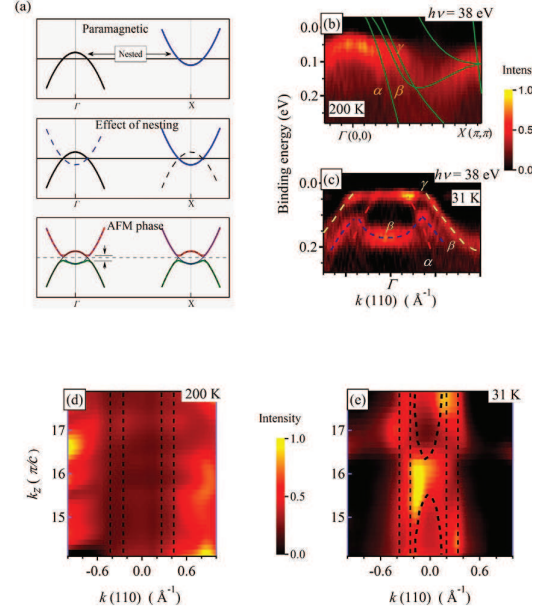 (a)
Paramagnetic
Nested
Γ
X
Effect of nesting
AFM phase
Γ
X
(b)
hν = 38 eV
γ
α
β
200 K
Γ(0,0)
X(π,π)
0.0
0.1
0.2
Binding energy (eV)
Intens
1.0
0.5
0.0
(c)
hν = 38 eV
31 K
γ
β
β
α
0.0
0.2
Γ
k (110) (Å⁻¹)
(d)
200 K
17
16
15
14
k_z (π/c)
-0.6
0.0
0.6
k (110) (Å⁻¹)
Intensity
1.0
0.5
0.0
(e)
31 K
17
16
15
14
-0.6
0.0
0.6
k (110) (Å⁻¹)